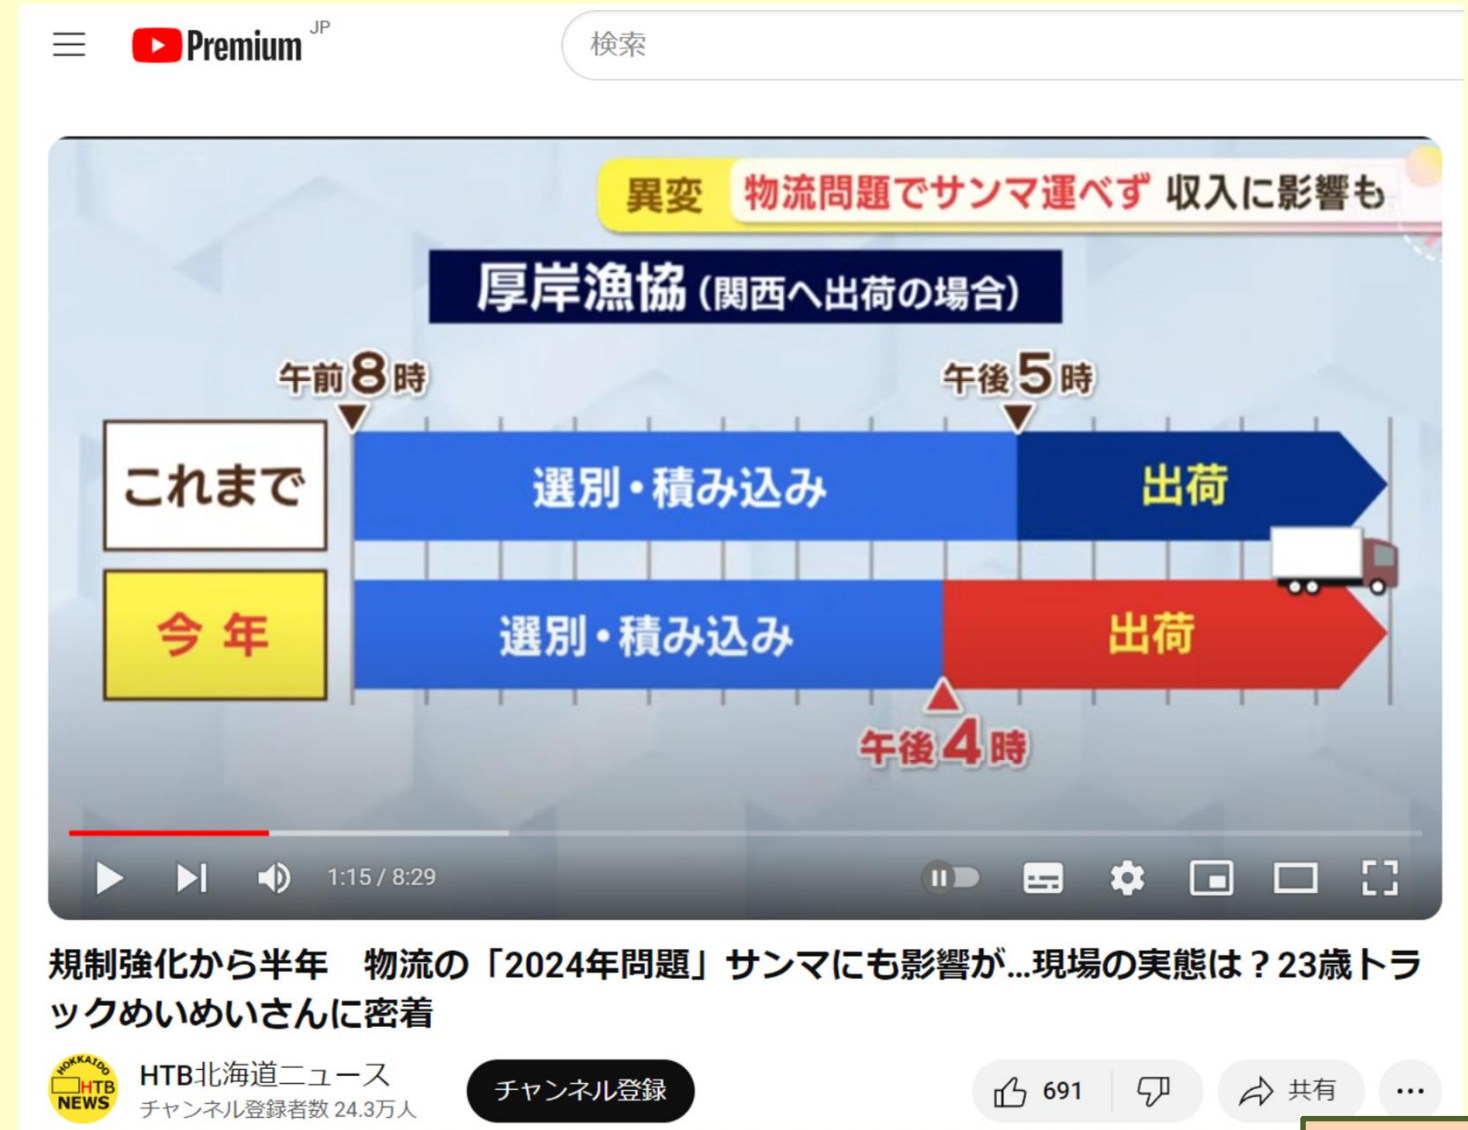 Premium JP
検索
異変 物流問題でサンマ運べず 収入に影響も
厚岸漁協(関西へ出荷の場合)
午前8時 午後5時
これまで 選別・積み込み 出荷
今年 選別・積み込み 出荷
午後4時
1:15 / 8:29
規制強化から半年　物流の「2024年問題」サンマにも影響が...現場の実態は？23歳トラ
ックめいめいさんに密着
HOKKAIDO
HTB
NEWS
HTB北海道ニュース
チャンネル登録者数 24.3万人
チャンネル登録
691
共有